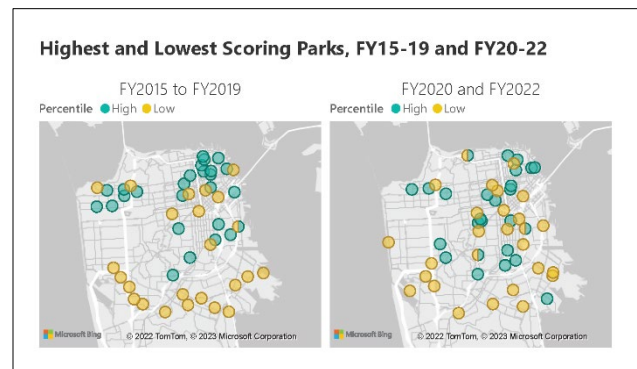 Highest and Lowest Scoring Parks, FY15-19 and FY20-22
FY2015 to FY2019
Percentile High Low
Microsoft Bing
© 2022 TomTom, © 2023 Microsoft Corporation
FY2020 and FY2022
Percentile High Low
Microsoft Bing
© 2022 TomTom, © 2023 Microsoft Corporation